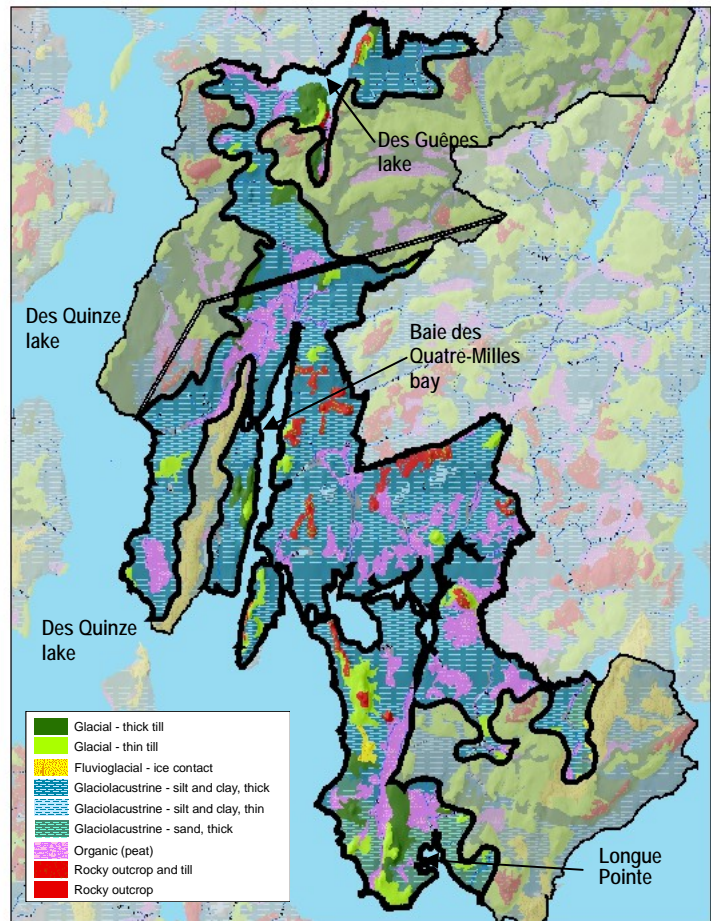 Des Guêpes
lake
Des Quinze
lake
Baie des
Quatre-Milles
bay
Des Quinze
lake
Glacial - thick till
Glacial - thin till
Fluvioglacial - ice contact
Glaciolacustrine - silt and clay, thick
Glaciolacustrine - silt and clay, thin
Glaciolacustrine - sand, thick
Organic (peat)
Rocky outcrop and till
Rocky outcrop
Longue
Pointe